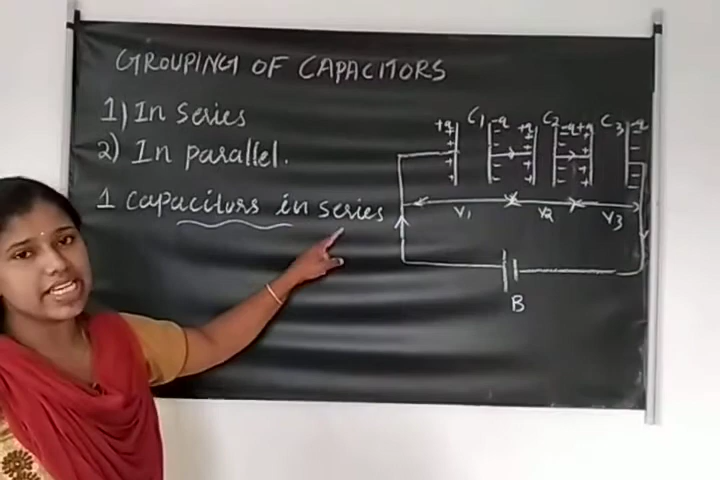 GROUPING OF CAPACITORS
1) In Series
2) In parallel.
1 Capacitors in series
+q C1 -q +q C2 -q +q C3 -q
V1 V2 V3
B